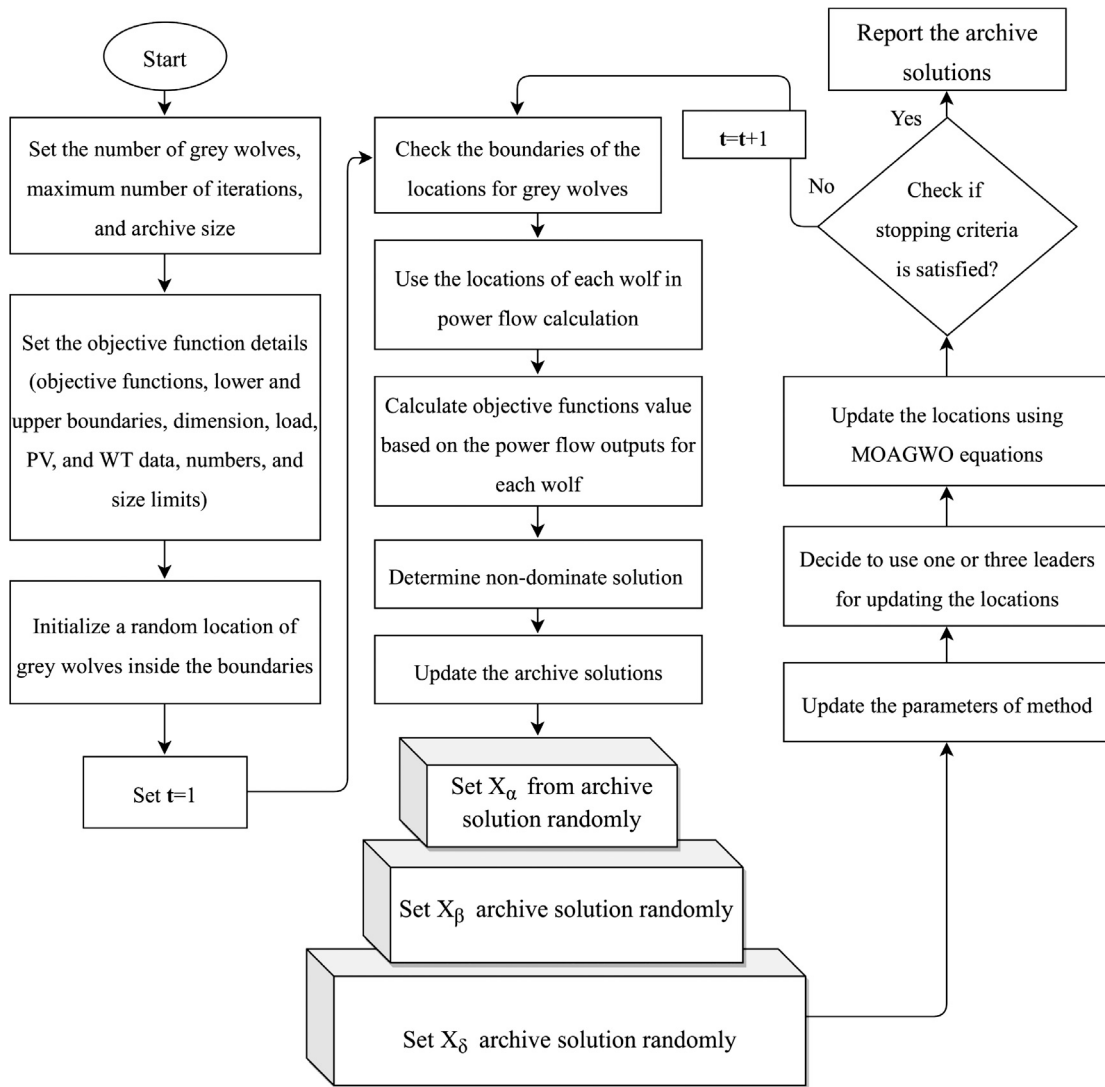 Start
Set the number of grey wolves,
maximum number of iterations,
and archive size
Set the objective function details
(objective functions, lower and
upper boundaries, dimension, load,
PV, and WT data, numbers, and
size limits)
Initialize a random location of
grey wolves inside the boundaries
Set t=1
Check the boundaries of the
locations for grey wolves
Use the locations of each wolf in
power flow calculation
Calculate objective functions value
based on the power flow outputs for
each wolf
Determine non-dominate solution
Update the archive solutions
Set Xα from archive
solution randomly
Set Xβ archive solution randomly
Set Xδ archive solution randomly
Update the parameters of method
Decide to use one or three leaders
for updating the locations
Update the locations using
MOAGWO equations
Check if
stopping criteria
is satisfied?
No
t=t+1
Yes
Report the archive
solutions